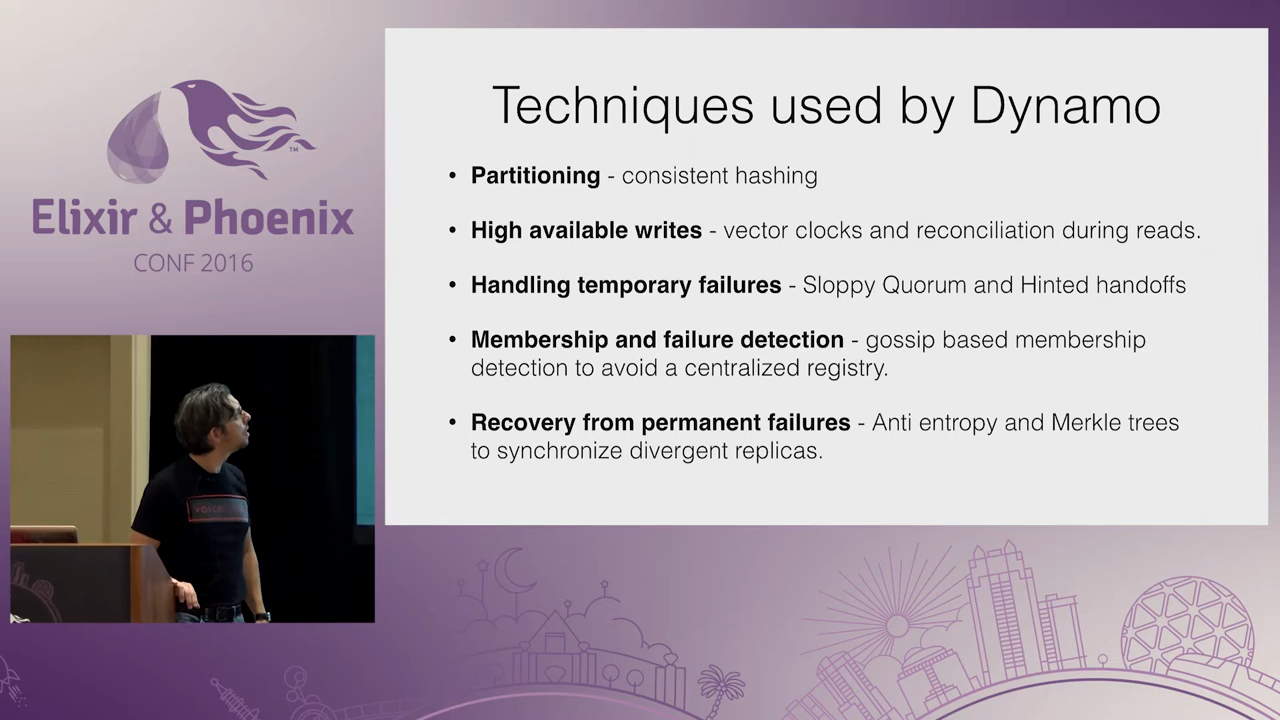 Elixir & Phoenix
CONF 2016
TM
Techniques used by Dynamo
• Partitioning - consistent hashing
• High available writes - vector clocks and reconciliation during reads.
• Handling temporary failures - Sloppy Quorum and Hinted handoffs
• Membership and failure detection - gossip based membership
detection to avoid a centralized registry.
• Recovery from permanent failures - Anti entropy and Merkle trees
to synchronize divergent replicas.